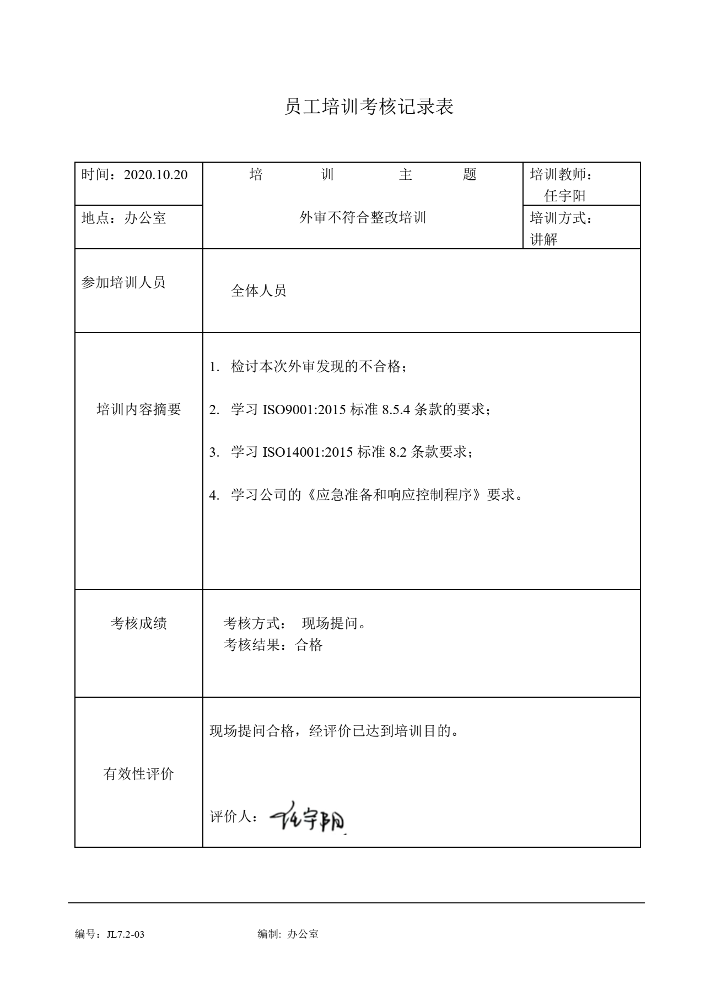 员工培训考核记录表
时间：2020.10.20
培 训 主 题
培训教师：
任宇阳
地点：办公室
外审不符合整改培训
培训方式：
讲解
参加培训人员
全体人员
培训内容摘要
1. 检讨本次外审发现的不合格；
2. 学习 ISO9001:2015 标准 8.5.4 条款的要求；
3. 学习 ISO14001:2015 标准 8.2 条款要求；
4. 学习公司的《应急准备和响应控制程序》要求。
考核成绩
考核方式： 现场提问。
考核结果：合格
有效性评价
现场提问合格，经评价已达到培训目的。
评价人：任宇阳
编号：JL7.2-03 编制: 办公室